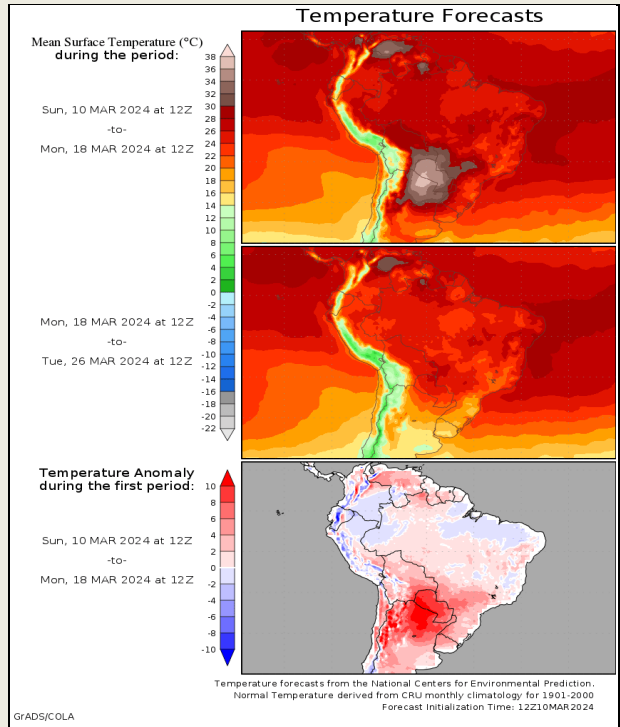 Temperature Forecasts
Mean Surface Temperature (°C)
during the period:
Sun, 10 MAR 2024 at 12Z
-to-
Mon, 18 MAR 2024 at 12Z
38
36
34
32
30
28
26
24
22
20
18
16
14
12
10
8
6
4
2
0
-2
-4
-6
-8
-10
-12
-14
-16
-18
-20
-22
Mon, 18 MAR 2024 at 12Z
-to-
Tue, 26 MAR 2024 at 12Z
Temperature Anomaly
during the first period:
Sun, 10 MAR 2024 at 12Z
-to-
Mon, 18 MAR 2024 at 12Z
10
8
6
4
2
0
-2
-4
-6
-8
-10
Temperature forecasts from the National Centers for Environmental Prediction.
Normal Temperature derived from CRU monthly climatology for 1901-2000
Forecast Initialization Time: 12Z10MAR2024
GrADS/COLA